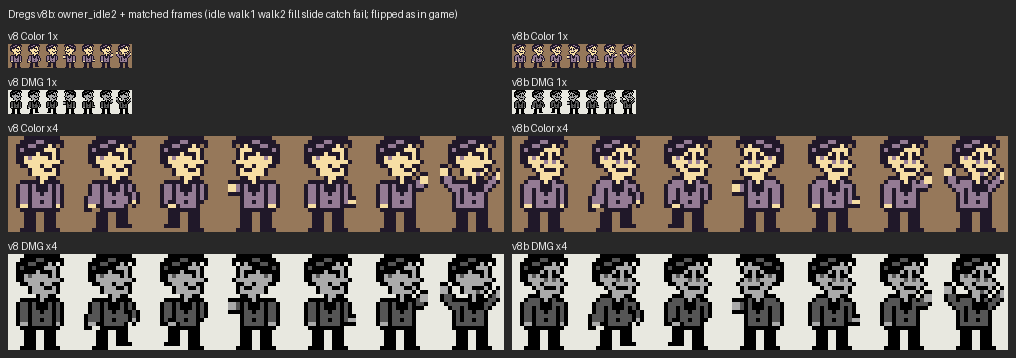 Dregs v8b: owner_idle2 + matched frames (idle walk1 walk2 fill slide catch fail; flipped as in game)
v8 Color 1x
v8b Color 1x
v8 DMG 1x
v8b DMG 1x
v8 Color x4
v8b Color x4
v8 DMG x4
v8b DMG x4